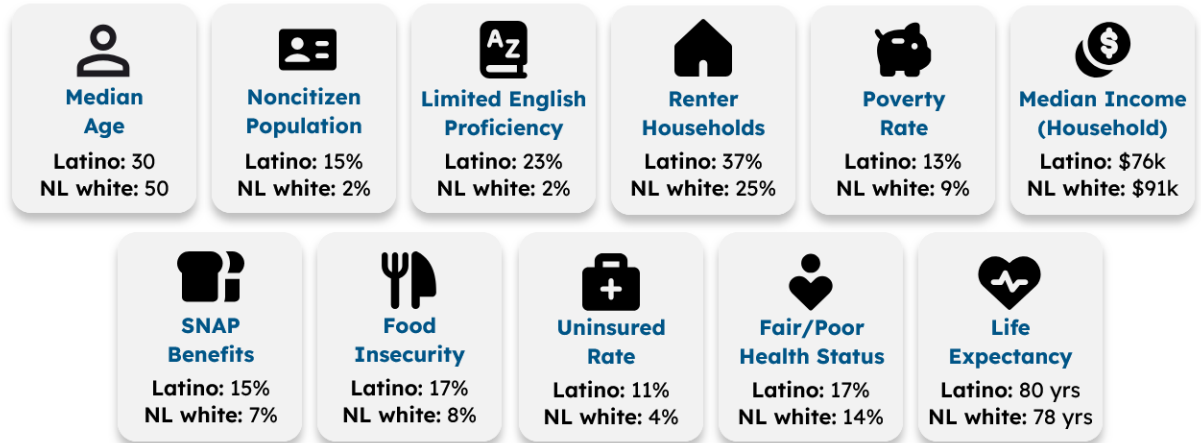 Median
Age
Latino: 30
NL white: 50
Noncitizen
Population
Latino: 15%
NL white: 2%
AZ
Limited English
Proficiency
Latino: 23%
NL white: 2%
Renter
Households
Latino: 37%
NL white: 25%
Poverty
Rate
Latino: 13%
NL white: 9%
$
Median Income
(Household)
Latino: $76k
NL white: $91k
SNAP
Benefits
Latino: 15%
NL white: 7%
Food
Insecurity
Latino: 17%
NL white: 8%
Uninsured
Rate
Latino: 11%
NL white: 4%
Fair/Poor
Health Status
Latino: 17%
NL white: 14%
Life
Expectancy
Latino: 80 yrs
NL white: 78 yrs